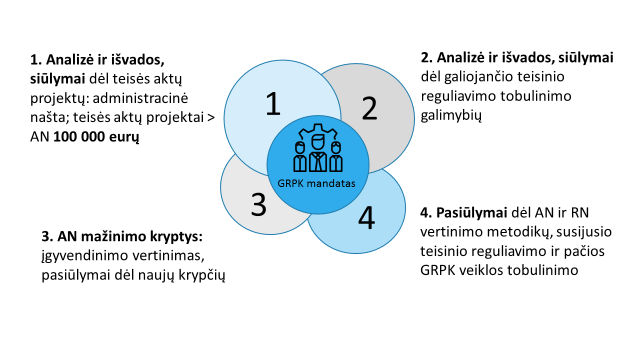 1. Analizė ir išvados,
siūlymai dėl teisės aktų
projektų: administracinė
našta; teisės aktų projektai >
AN 100 000 eurų
2. Analizė ir išvados, siūlymai
dėl galiojančio teisinio
reguliavimo tobulinimo
galimybių
1
2
GRPK mandatas
3
4
3. AN mažinimo kryptys:
įgyvendinimo vertinimas,
pasiūlymai dėl naujų krypčių
4. Pasiūlymai dėl AN ir RN
vertinimo metodikų, susijusio
teisinio reguliavimo ir pačios
GRPK veiklos tobulinimo